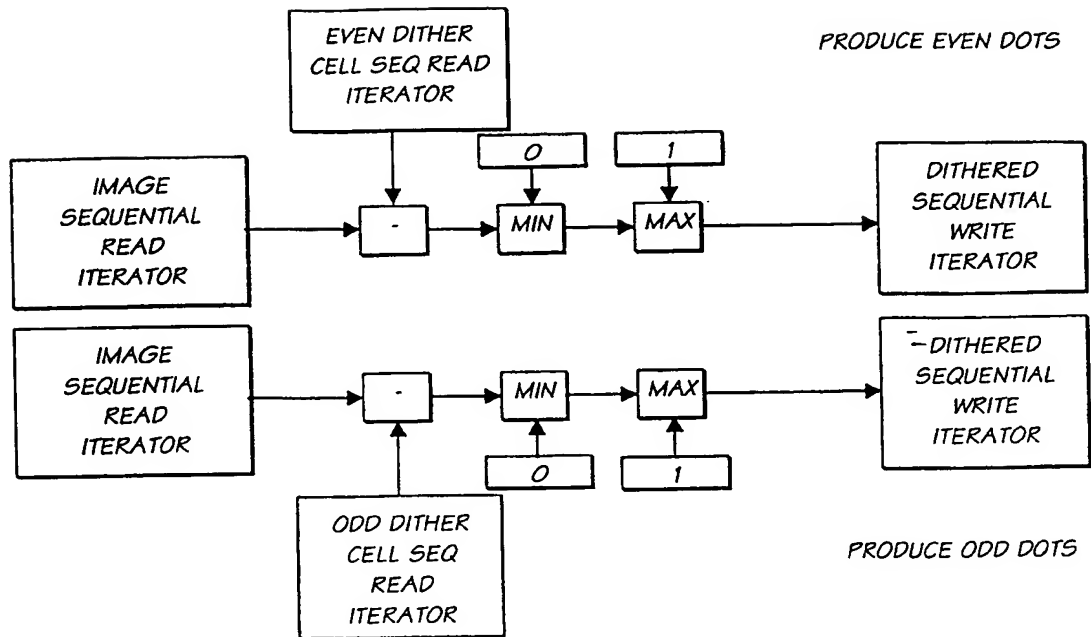 EVEN DITHER
CELL SEQ READ
ITERATOR
PRODUCE EVEN DOTS
0
1
IMAGE
SEQUENTIAL
READ
ITERATOR
-
MIN
MAX
DITHERED
SEQUENTIAL
WRITE
ITERATOR
IMAGE
SEQUENTIAL
READ
ITERATOR
-
MIN
MAX
DITHERED
SEQUENTIAL
WRITE
ITERATOR
0
1
ODD DITHER
CELL SEQ
READ
ITERATOR
PRODUCE ODD DOTS